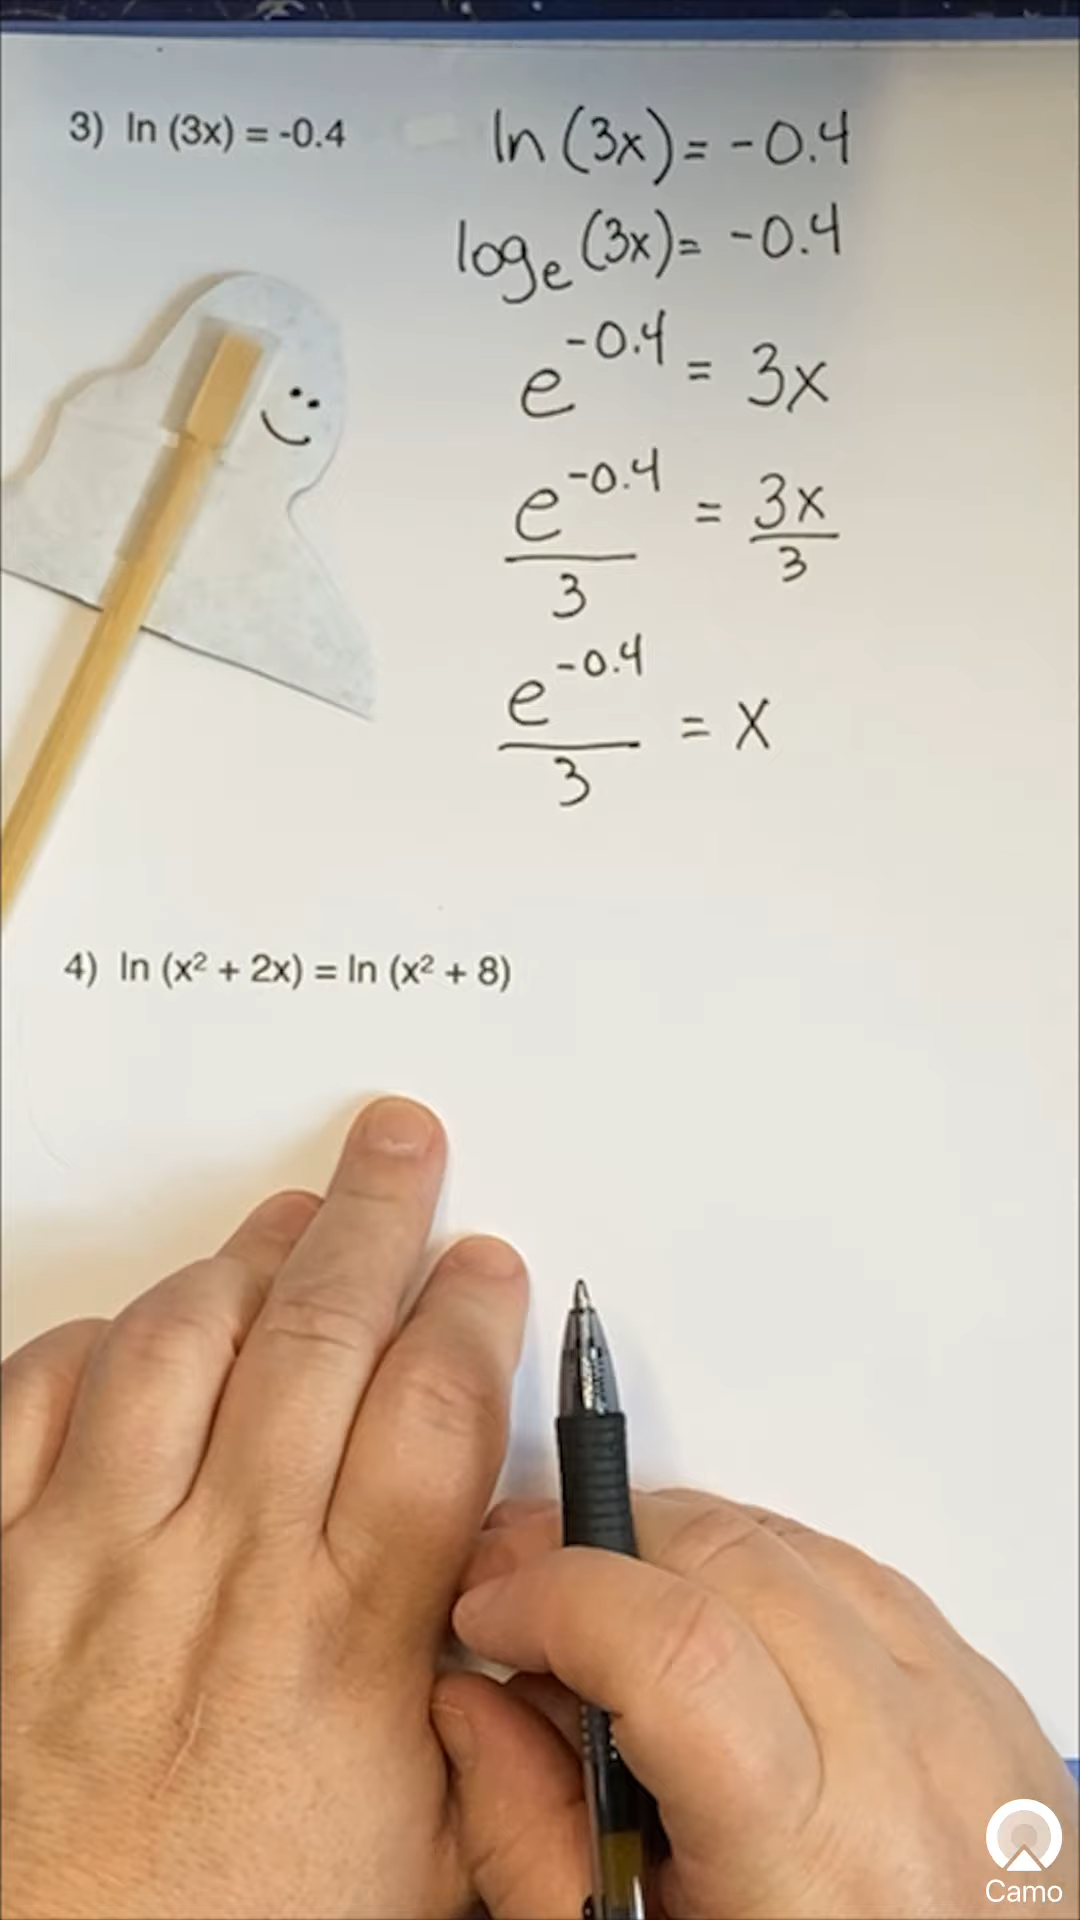 3) ln (3x) = -0.4
ln (3x) = -0.4
logₑ (3x) = -0.4
e^-0.4 = 3x
e^-0.4/3 = 3x/3
e^-0.4/3 = x
4) ln (x² + 2x) = ln (x² + 8)
Camo